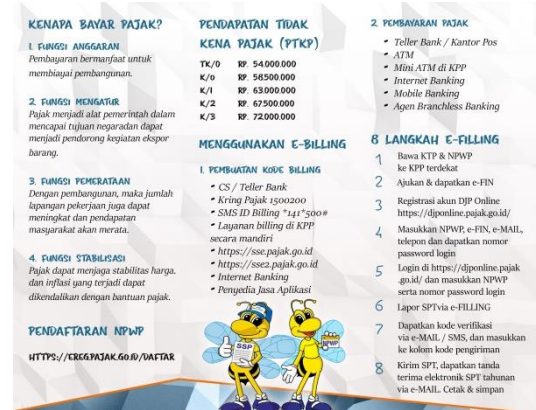 KENAPA BAYAR PAJAK?
1. FUNGSI ANGGARAN
Pembayaran bermanfaat untuk
membiayai pembangunan.
2. FUNGSI MENGATUR
Pajak menjadi alat pemerintah dalam
mencapai tujuan negaradan dapat
menjadi pendorong kegiatan ekspor
barang.
3. FUNGSI PEMERATAAN
Dengan pembangunan, maka jumlah
lapangan pekerjaan juga dapat
meningkat dan pendapatan
masyarakat akan merata.
4. FUNGSI STABILISASI
Pajak dapat menjaga stabilitas harga.
dan inflasi yang terjadi dapat
dikendalikan dengan bantuan pajak.
PENDAFTARAN NPWP
HTTPS://EREG.PAJAK.GO.ID/DAFTAR
PENDAPATAN TIDAK
KENA PAJAK (PTKP)
TK/0 RP. 54.000.000
K/0 RP. 58.500.000
K/1 RP. 63.000.000
K/2 RP. 67.500.000
K/3 RP. 72.000.000
MENGGUNAKAN E-BILLING
1. PEMBUATAN KODE BILLING
• CS / Teller Bank
• Kring Pajak 1500200
• SMS ID Billing *141*500#
• Layanan billing di KPP
secara mandiri
• https://sse.pajak.go.id
• https://sse2.pajak.go.id
• Internet Banking
• Penyedia Jasa Aplikasi
SSP
NPWP
2. PEMBAYARAN PAJAK
• Teller Bank / Kantor Pos
• ATM
• Mini ATM di KPP
• Internet Banking
• Mobile Banking
• Agen Branchless Banking
8 LANGKAH E-FILLING
1 Bawa KTP & NPWP
ke KPP terdekat
2 Ajukan & dapatkan e-FIN
3 Registrasi akun DJP Online
https://djponline.pajak.go.id/
4 Masukkan NPWP, e-FIN, e-MAIL,
telepon dan dapatkan nomor
password login
5 Login di https://djponline.pajak
.go.id/ dan masukkan NPWP
serta nomor password login
6 Lapor SPTvia e-FILLING
7 Dapatkan kode verifikasi
via e-MAIL / SMS, dan masukkan
ke kolom kode pengiriman
8 Kirim SPT, dapatkan tanda
terima elektronik SPT tahunan
via e-MAIL. Cetak & simpan